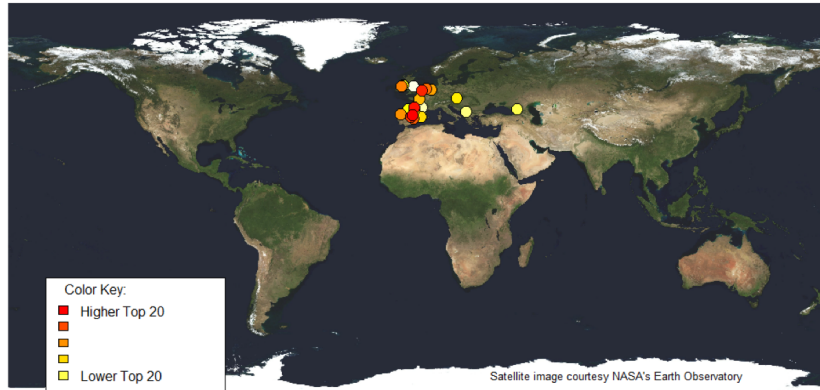 Color Key:
Higher Top 20
Lower Top 20
Satellite image courtesy NASA's Earth Observatory